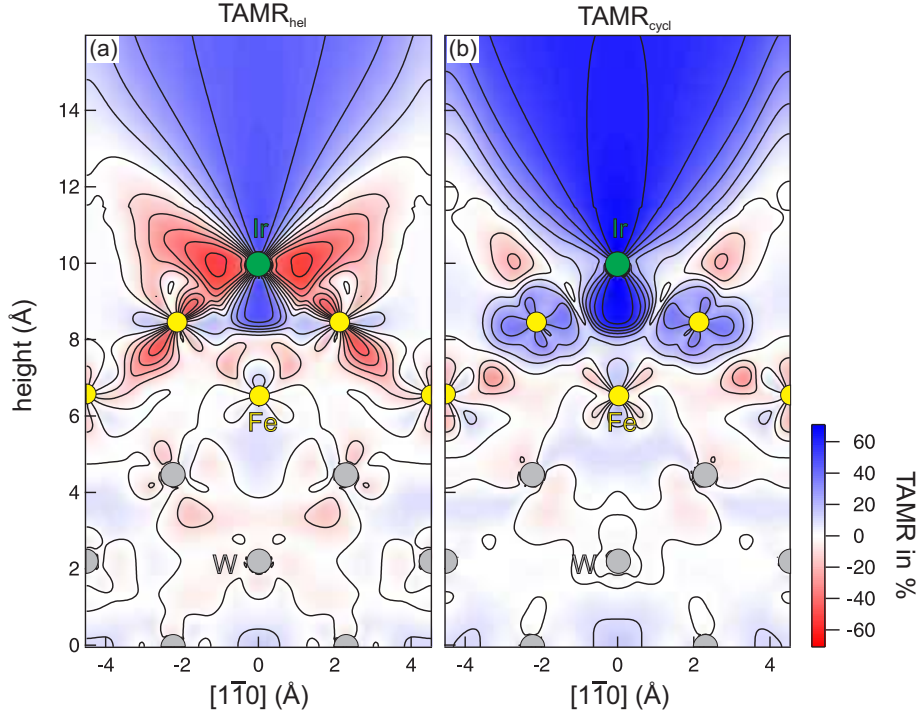 TAMR_hel TAMR_cycl
(a) (b)
14
12
10
8
6
4
2
0
height (Å)
Ir Ir
Fe Fe
W W
-4 -2 0 2 4 -4 -2 0 2 4
[11̅0] (Å) [11̅0] (Å)
60
40
20
0
-20
-40
-60
TAMR in %